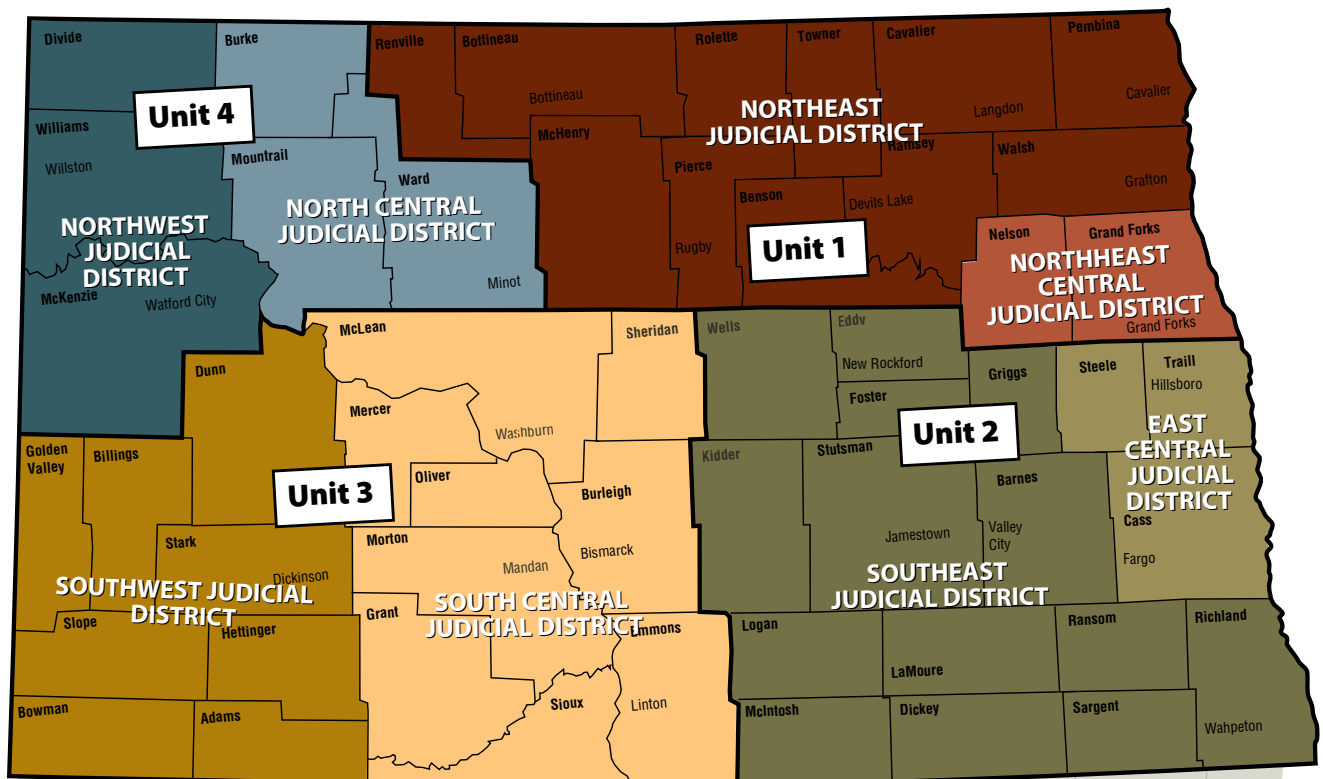 Divide
Burke
Renville
Bottineau
Rolette
Towner
Cavalier
Pembina
Unit 4
Bottineau
NORTHEAST
JUDICIAL DISTRICT
Langdon
Cavalier
Williams
Willston
Mountrail
Ward
McHenry
Pierce
Ramsey
Walsh
Grafton
Benson
Devils Lake
NORTHWEST
JUDICIAL
DISTRICT
NORTH CENTRAL
JUDICIAL DISTRICT
Rugby
Unit 1
Nelson
Grand Forks
NORTHHEAST
CENTRAL
JUDICIAL DISTRICT
Grand Forks
McKenzie
Watford City
Minot
McLean
Sheridan
Wells
Eddv
New Rockford
Dunn
Mercer
Washburn
Foster
Griggs
Steele
Traill
Hillsboro
Unit 2
EAST
CENTRAL
JUDICIAL
DISTRICT
Golden
Valley
Billings
Unit 3
Oliver
Burleigh
Kidder
Stutsman
Barnes
Cass
Stark
Dickinson
Morton
Mandan
Bismarck
Jamestown
Valley
City
Fargo
SOUTHWEST JUDICIAL
DISTRICT
SOUTH CENTRAL
JUDICIAL DISTRICT
SOUTHEAST
JUDICIAL DISTRICT
Slope
Hettinger
Grant
Emmons
Logan
LaMoure
Ransom
Richland
Bowman
Adams
Sioux
Linton
McIntosh
Dickey
Sargent
Wahpeton